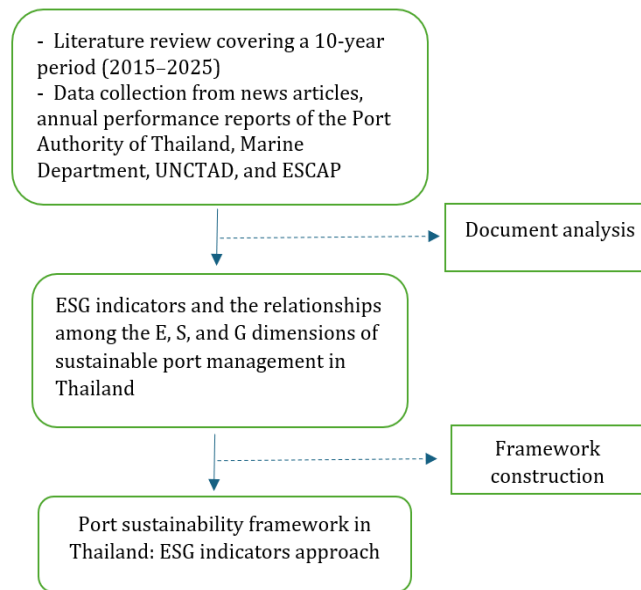 - Literature review covering a 10-year
period (2015–2025)
- Data collection from news articles,
annual performance reports of the Port
Authority of Thailand, Marine
Department, UNCTAD, and ESCAP
Document analysis
ESG indicators and the relationships
among the E, S, and G dimensions of
sustainable port management in
Thailand
Framework
construction
Port sustainability framework in
Thailand: ESG indicators approach